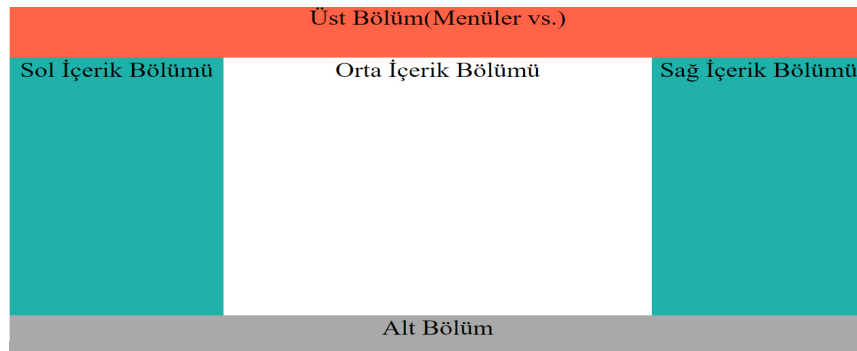 Üst Bölüm(Menüler vs.)
Sol İçerik Bölümü
Orta İçerik Bölümü
Sağ İçerik Bölümü
Alt Bölüm